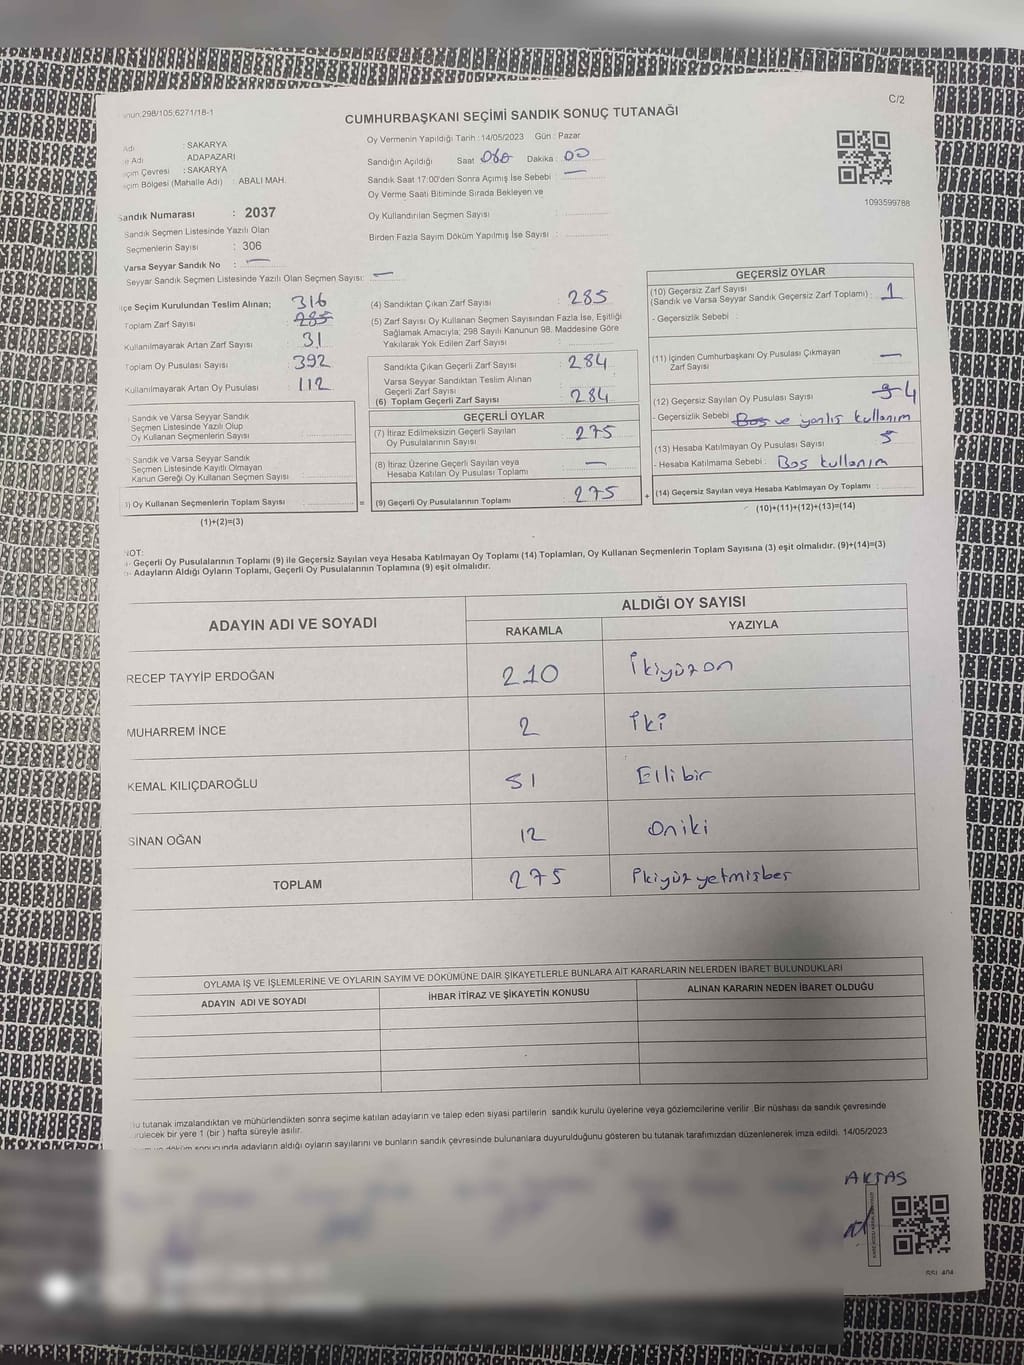 298/105,6271/18-1
C/2
CUMHURBAŞKANI SEÇİMİ SANDIK SONUÇ TUTANAĞI
Oy Vermenin Yapıldığı Tarih : 14/05/2023 Gün : Pazar
: SAKARYA
Adı ADAPAZARI
Çevresi : SAKARYA
Bölgesi (Mahalle Adı) : ABALI MAH.
Sandığın Açıldığı Saat Dakika : 00
Sandık Saat 17:00'den Sonra Açımış İse Sebebi : —
Oy Verme Saati Bitiminde Sırada Bekleyen ve
Oy Kullandırılan Seçmen Sayısı :
Birden Fazla Sayım Döküm Yapılmış İse Sayısı :
1093599788
Sandık Numarası : 2037
Sandık Seçmen Listesinde Yazılı Olan
Seçmenlerin Sayısı : 306
Varsa Seyyar Sandık No : —
Seyyar Sandık Seçmen Listesinde Yazılı Olan Seçmen Sayısı: —
Seçim Kurulundan Teslim Alınan; 316
Toplam Zarf Sayısı 285
Kullanılmayarak Artan Zarf Sayısı : 31
Toplam Oy Pusulası Sayısı : 392
Kullanılmayarak Artan Oy Pusulası : 112
Sandık ve Varsa Seyyar Sandık
Seçmen Listesinde Yazılı Olup
Oy Kullanan Seçmenlerin Sayısı :
Sandık ve Varsa Seyyar Sandık
Seçmen Listesinde Kayıtlı Olmayan
Kanun Gereği Oy Kullanan Seçmen Sayısı :
Oy Kullanan Seçmenlerin Toplam Sayısı : =
(1)+(2)=(3)
(4) Sandıktan Çıkan Zarf Sayısı : 285
(5) Zarf Sayısı Oy Kullanan Seçmen Sayısından Fazla İse, Eşitliği
Sağlamak Amacıyla; 298 Sayılı Kanunun 98. Maddesine Göre
Yakılarak Yok Edilen Zarf Sayısı :
Sandıkta Çıkan Geçerli Zarf Sayısı : 284
Varsa Seyyar Sandıktan Teslim Alınan
Geçerli Zarf Sayısı :
(6) Toplam Geçerli Zarf Sayısı : 284
GEÇERLİ OYLAR
(7) İtiraz Edilmeksizin Geçerli Sayılan
Oy Pusulalarının Sayısı : 275
(8) İtiraz Üzerine Geçerli Sayılan veya
Hesaba Katılan Oy Pusulası Toplamı : —
(9) Geçerli Oy Pusulalarının Toplamı : 275 +
GEÇERSİZ OYLAR
(10) Geçersiz Zarf Sayısı
(Sandık ve Varsa Seyyar Sandık Geçersiz Zarf Toplamı) : 1
- Geçersizlik Sebebi :
(11) İçinden Cumhurbaşkanı Oy Pusulası Çıkmayan
Zarf Sayısı : —
(12) Geçersiz Sayılan Oy Pusulası Sayısı : 4
- Geçersizlik Sebebi : Boş ve yanlış kullanım
(13) Hesaba Katılmayan Oy Pusulası Sayısı : 5
- Hesaba Katılmama Sebebi : Boş kullanım
(14) Geçersiz Sayılan veya Hesaba Katılmayan Oy Toplamı :
(10)+(11)+(12)+(13)=(14)
NOT:
Geçerli Oy Pusulalarının Toplamı (9) ile Geçersiz Sayılan veya Hesaba Katılmayan Oy Toplamı (14) Toplamları, Oy Kullanan Seçmenlerin Toplam Sayısına (3) eşit olmalıdır. (9)+(14)=(3)
Adayların Aldığı Oyların Toplamı, Geçerli Oy Pusulalarının Toplamına (9) eşit olmalıdır.
ADAYIN ADI VE SOYADI
ALDIĞI OY SAYISI
RAKAMLA YAZIYLA
RECEP TAYYİP ERDOĞAN 210 İkiyüzon
MUHARREM İNCE 2 İki
KEMAL KILIÇDAROĞLU 51 Ellibir
SİNAN OĞAN 12 Oniki
TOPLAM 275 İkiyüzyetmişbeş
OYLAMA İŞ VE İŞLEMLERİNE VE OYLARIN SAYIM VE DÖKÜMÜNE DAİR ŞİKAYETLERLE BUNLARA AİT KARARLARIN NELERDEN İBARET BULUNDUKLARI
ADAYIN ADI VE SOYADI İHBAR İTİRAZ VE ŞİKAYETİN KONUSU ALINAN KARARIN NEDEN İBARET OLDUĞU
tutanak imzalandıktan ve mühürlendikten sonra seçime katılan adayların ve talep eden siyasi partilerin sandık kurulu üyelerine veya gözlemcilerine verilir .Bir nüshası da sandık çevresinde
bir yere 1 (bir ) hafta süreyle asılır.
döküm sonucunda adayların aldığı oyların sayılarını ve bunların sandık çevresinde bulunanlara duyurulduğunu gösteren bu tutanak tarafımızdan düzenlenerek imza edildi. 14/05/2023
AKTAŞ